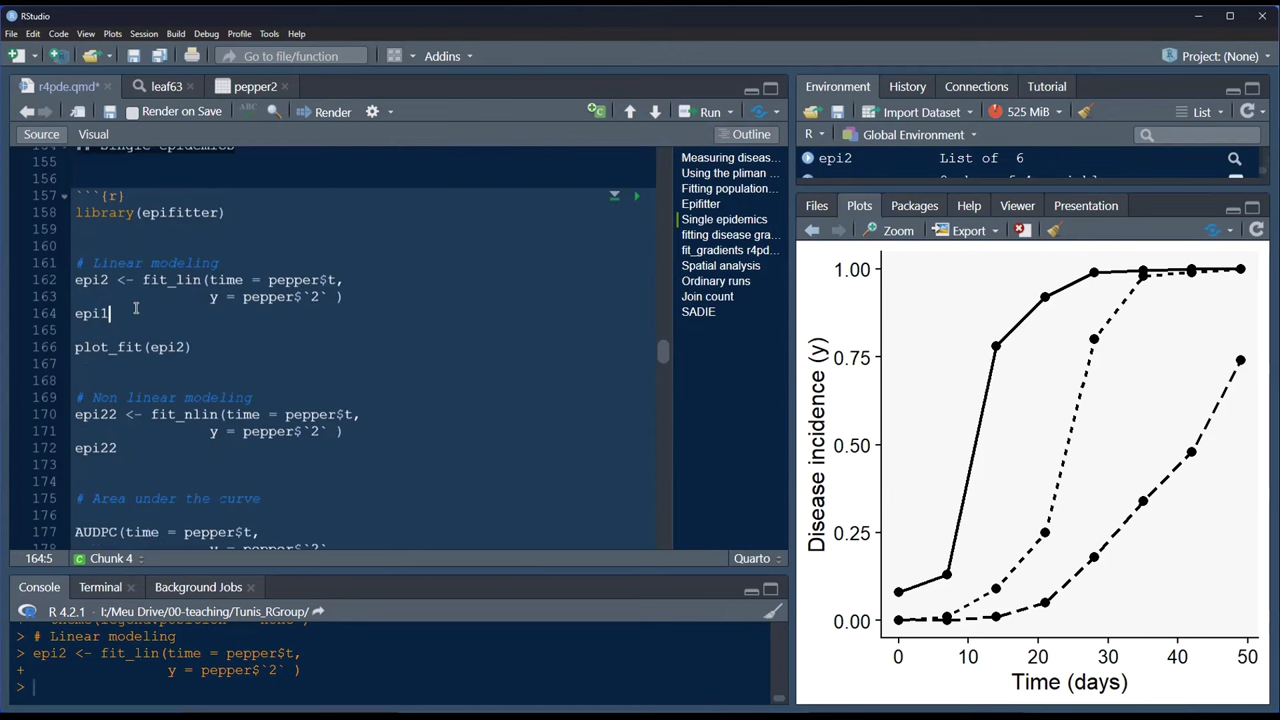 RStudio
File Edit Code View Plots Session Build Debug Profile Tools Help
Go to file/function
Addins
Project: (None)
r4pde.qmd* leaf63 pepper2
Render on Save
ABC
Render
Run
Source Visual
Outline
155
156
157 ```{r}
158 library(epifitter)
159
160
161 # Linear modeling
162 epi2 <- fit_lin(time = pepper$t,
163 y = pepper$`2` )
164 epi1
165
166 plot_fit(epi2)
167
168
169 # Non linear modeling
170 epi22 <- fit_nlin(time = pepper$t,
171 y = pepper$`2` )
172 epi22
173
174
175 # Area under the curve
176
177 AUDPC(time = pepper$t,
178 y = pepper$`2`
Measuring diseas...
Using the pliman ...
Fitting population...
Epifitter
Single epidemics
fitting disease gra...
fit_gradients r4pd...
Spatial analysis
Ordinary runs
Join count
SADIE
164:5 Chunk 4 Quarto
Console Terminal Background Jobs
R 4.2.1 · I:/Meu Drive/00-teaching/Tunis_RGroup/
> # Linear modeling
> epi2 <- fit_lin(time = pepper$t,
+ y = pepper$`2` )
>
Environment History Connections Tutorial
Import Dataset 525 MiB List
R Global Environment
epi2 List of 6
Files Plots Packages Help Viewer Presentation
Zoom Export
1.00
0.75
0.50
0.25
0.00
Disease incidence (y)
0 10 20 30 40 50
Time (days)